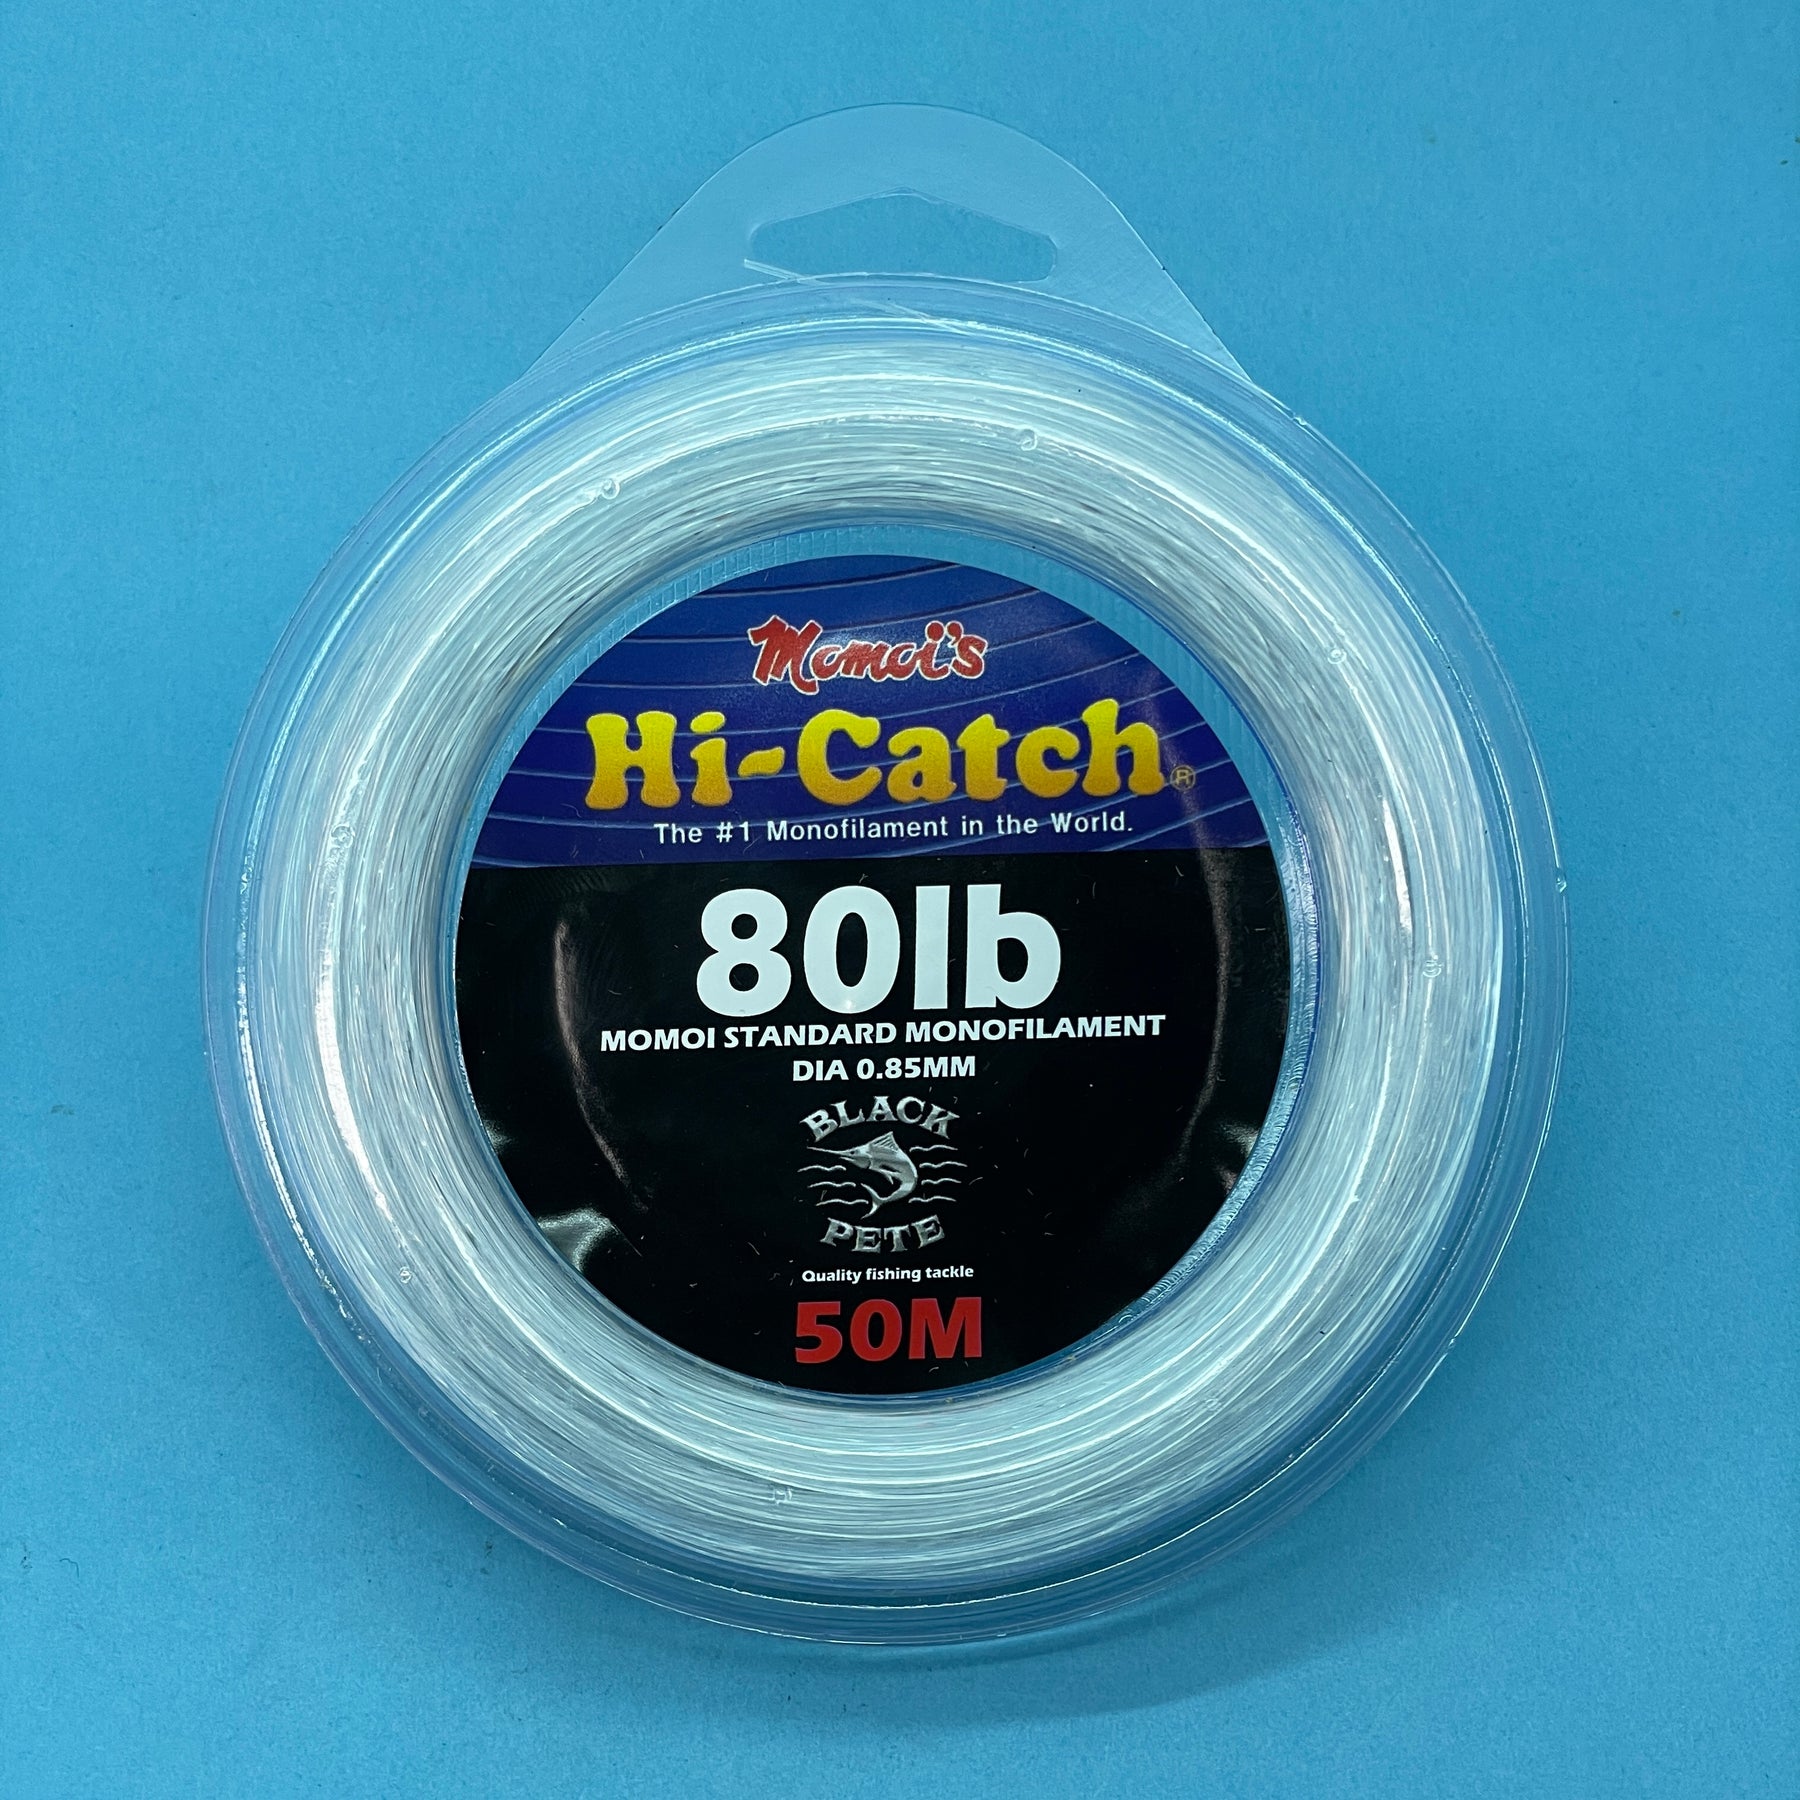 Momoi's
Hi-Catch®
The #1 Monofilament in the World.
80lb
MOMOI STANDARD MONOFILAMENT
DIA 0.85MM
BLACK
PETE
Quality fishing tackle
50M